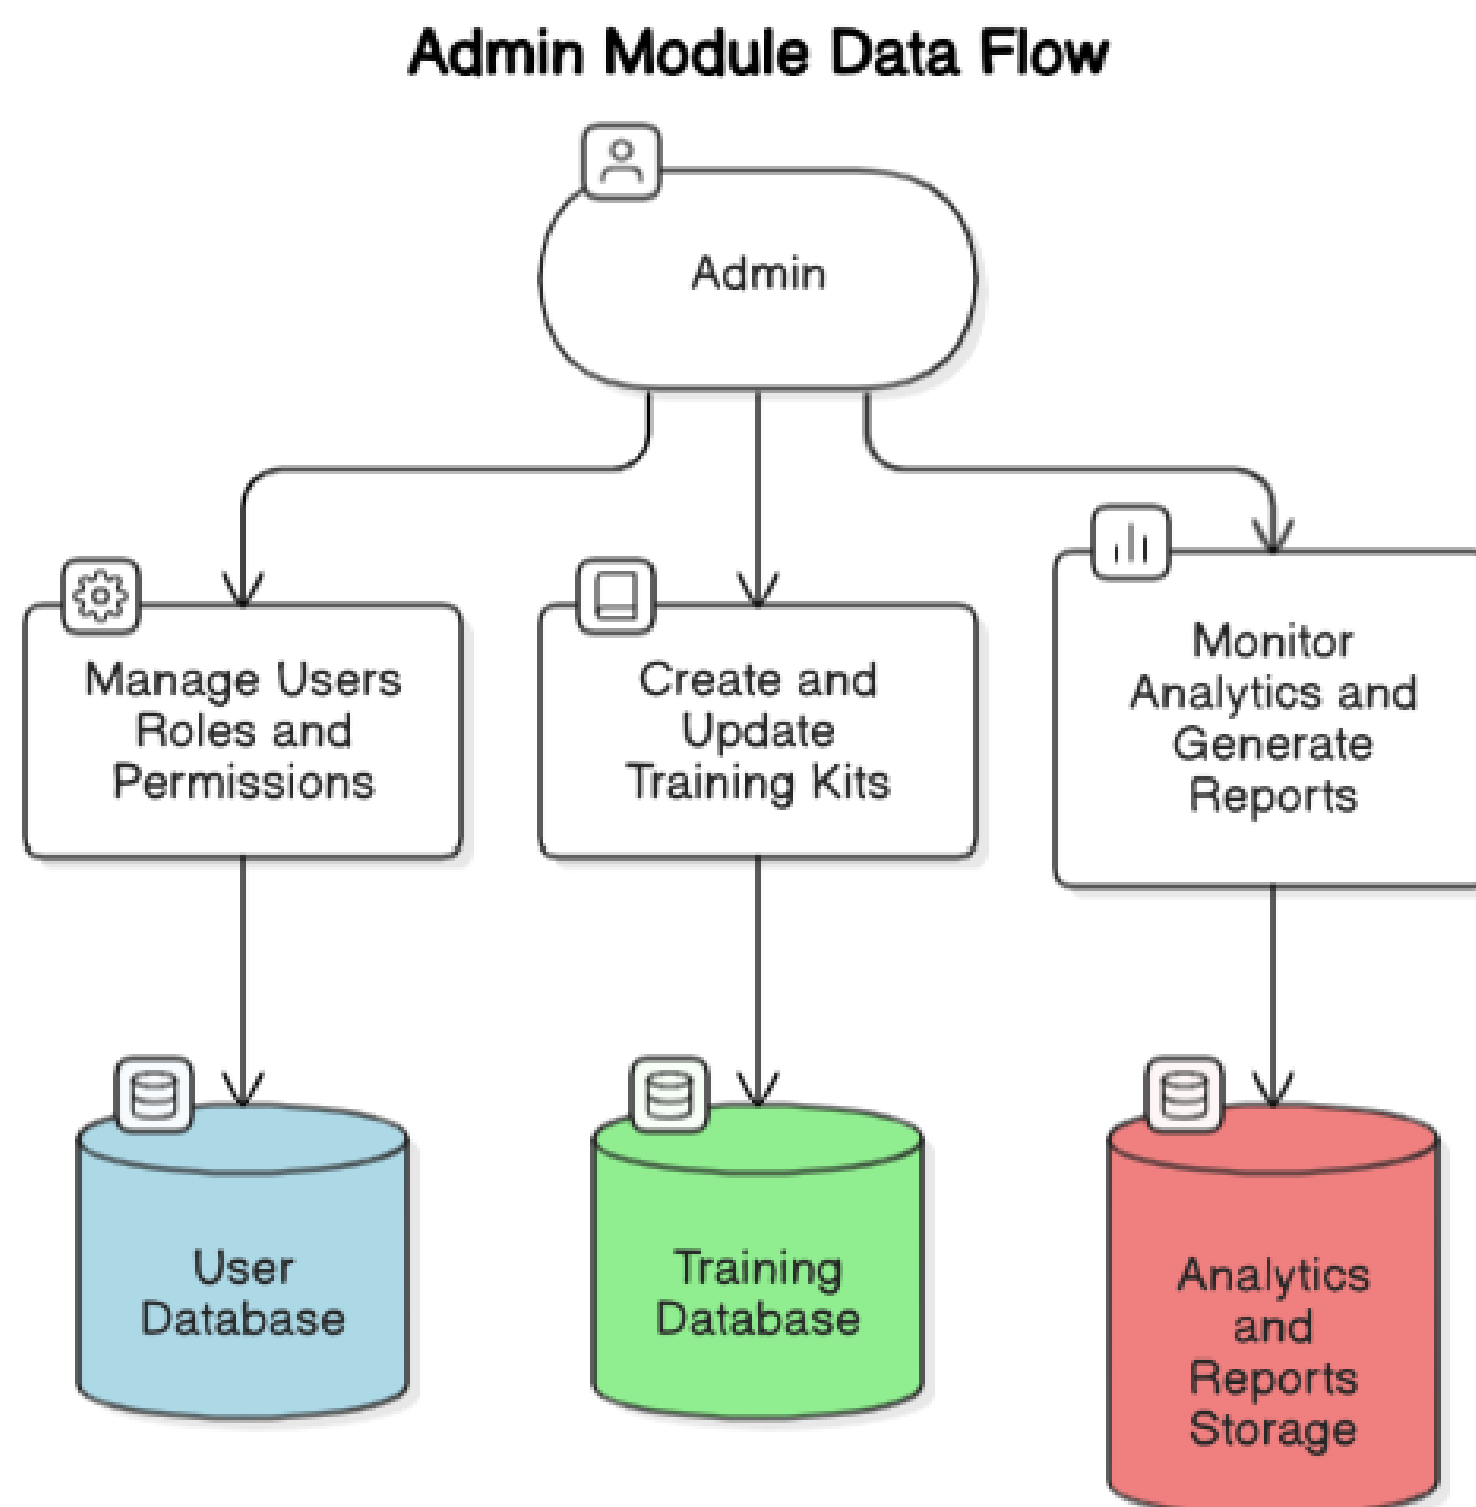 Admin Module Data Flow
Admin
Manage Users
Roles and
Permissions
Create and
Update
Training Kits
Monitor
Analytics and
Generate
Reports
User
Database
Training
Database
Analytics
and
Reports
Storage